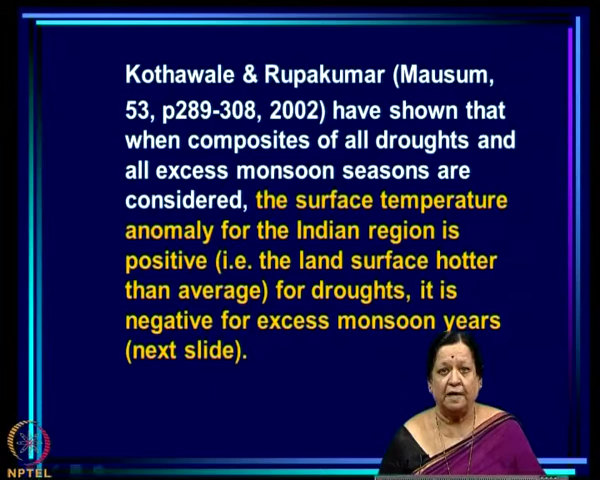 Kothawale & Rupakumar (Mausum,
53, p289-308, 2002) have shown that
when composites of all droughts and
all excess monsoon seasons are
considered, the surface temperature
anomaly for the Indian region is
positive (i.e. the land surface hotter
than average) for droughts, it is
negative for excess monsoon years
(next slide).
NPTEL